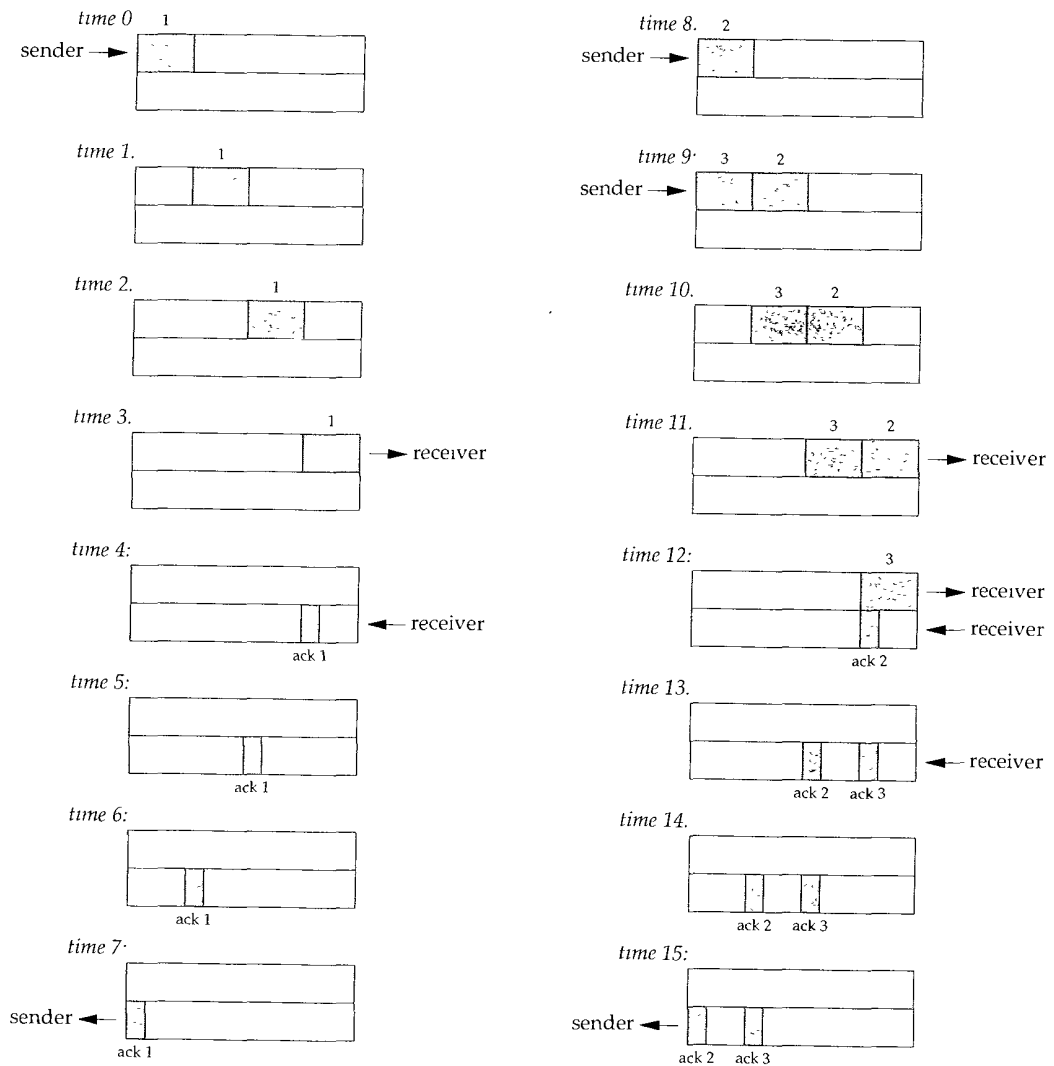 time 0
1
sender
time 1.
1
time 2.
1
time 3.
1
receiver
time 4:
receiver
ack 1
time 5:
ack 1
time 6:
ack 1
time 7:
sender
ack 1
time 8.
2
sender
time 9:
3 2
sender
time 10.
3 2
time 11.
3 2
receiver
time 12:
3
receiver
receiver
ack 2
time 13.
receiver
ack 2 ack 3
time 14.
ack 2 ack 3
time 15:
sender
ack 2 ack 3